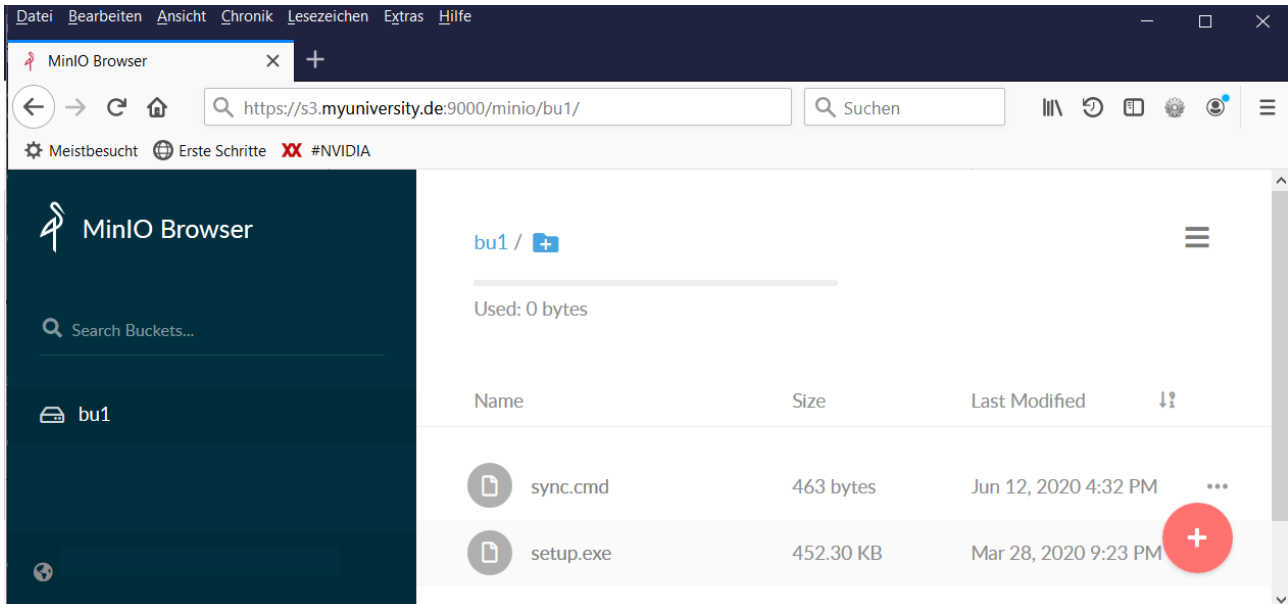 Datei Bearbeiten Ansicht Chronik Lesezeichen Extras Hilfe
MinIO Browser
https://s3.myuniversity.de:9000/minio/bu1/ Suchen
Meistbesucht Erste Schritte XX #NVIDIA
MinIO Browser
Search Buckets...
bu1
bu1 /
Used: 0 bytes
Name Size Last Modified
sync.cmd 463 bytes Jun 12, 2020 4:32 PM
setup.exe 452.30 KB Mar 28, 2020 9:23 PM